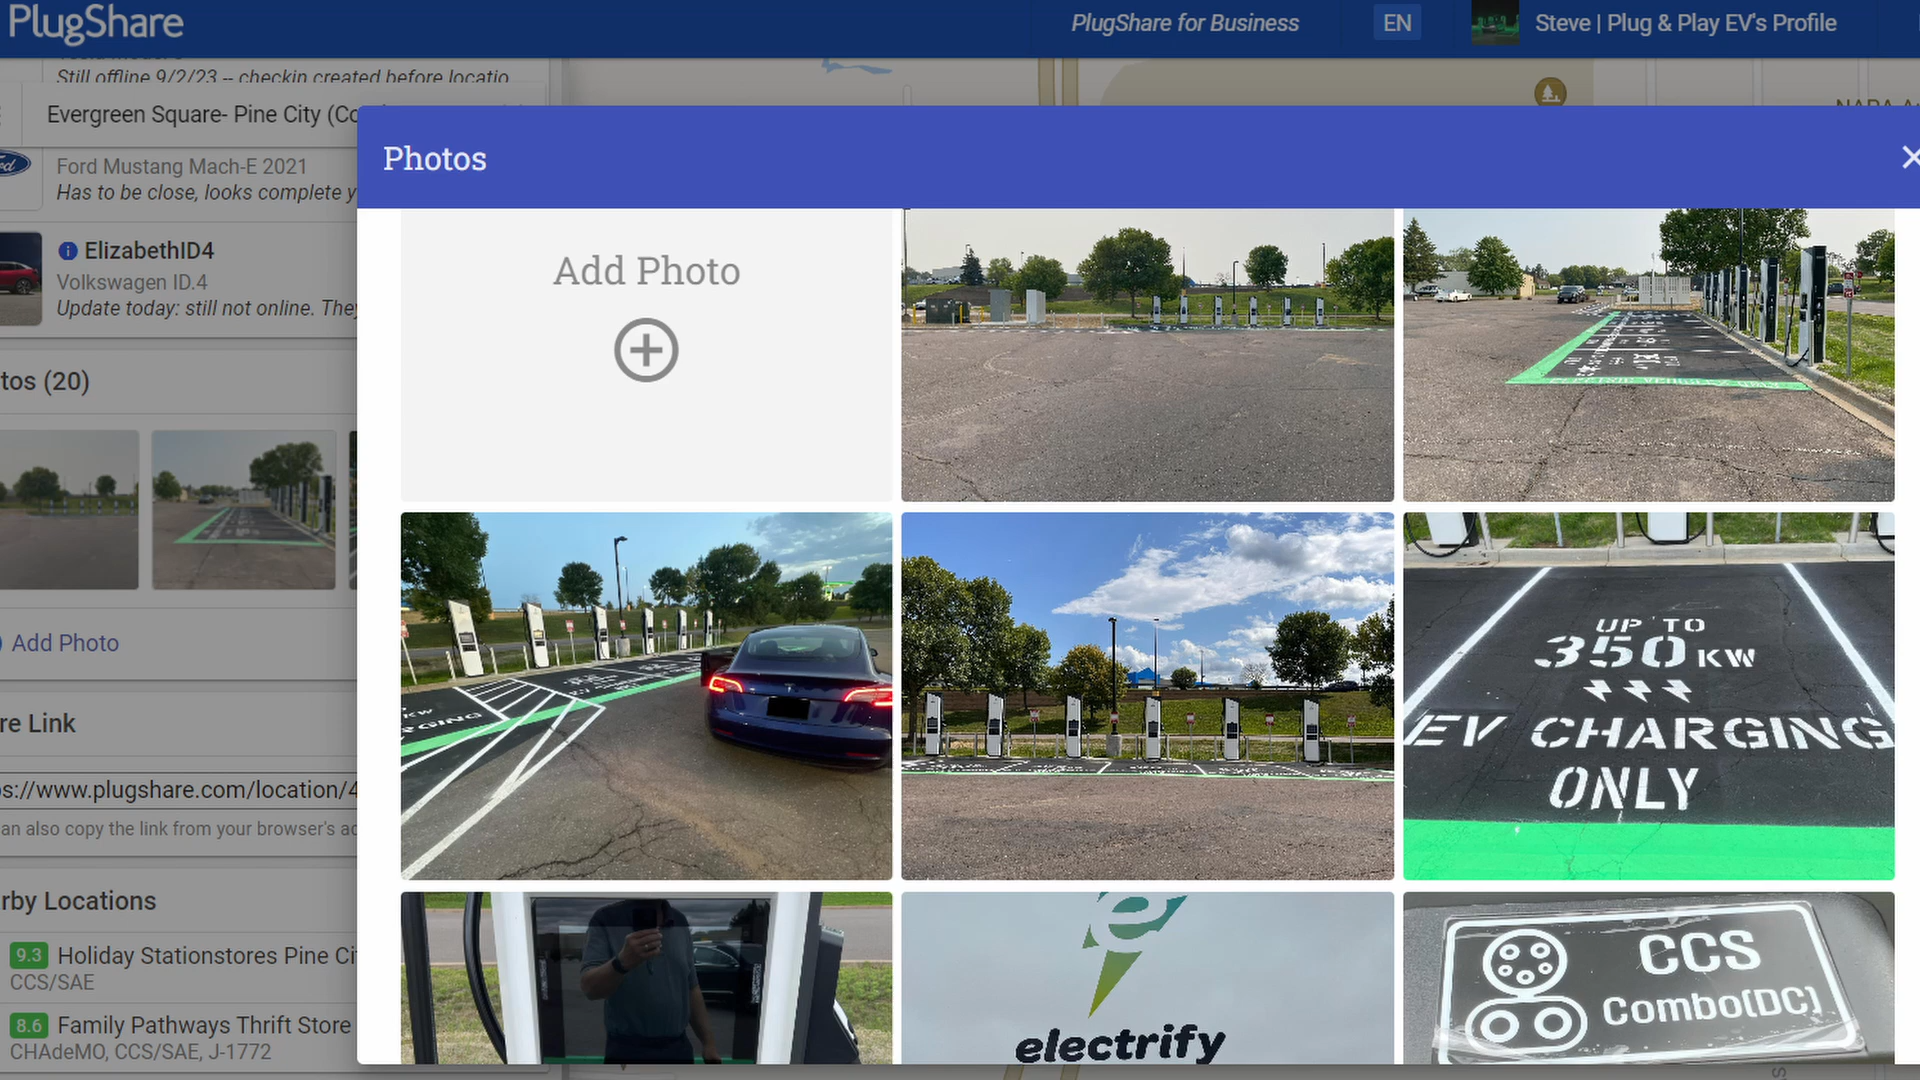 PlugShare
PlugShare for Business
EN
Steve | Plug & Play EV's Profile
Still offline 9/2/23 -- checkin created before locatio
Evergreen Square- Pine City (Co
Ford Mustang Mach-E 2021
Has to be close, looks complete y
ElizabethID4
Volkswagen ID.4
Update today: still not online. They
tos (20)
Add Photo
re Link
ps://www.plugshare.com/location/4
an also copy the link from your browser's ad
rby Locations
9.3 Holiday Stationstores Pine Cit
CCS/SAE
8.6 Family Pathways Thrift Store
CHAdeMO, CCS/SAE, J-1772
Photos
Add Photo
UP TO
350 KW
EV CHARGING
ONLY
electrify
CCS
Combo(DC)